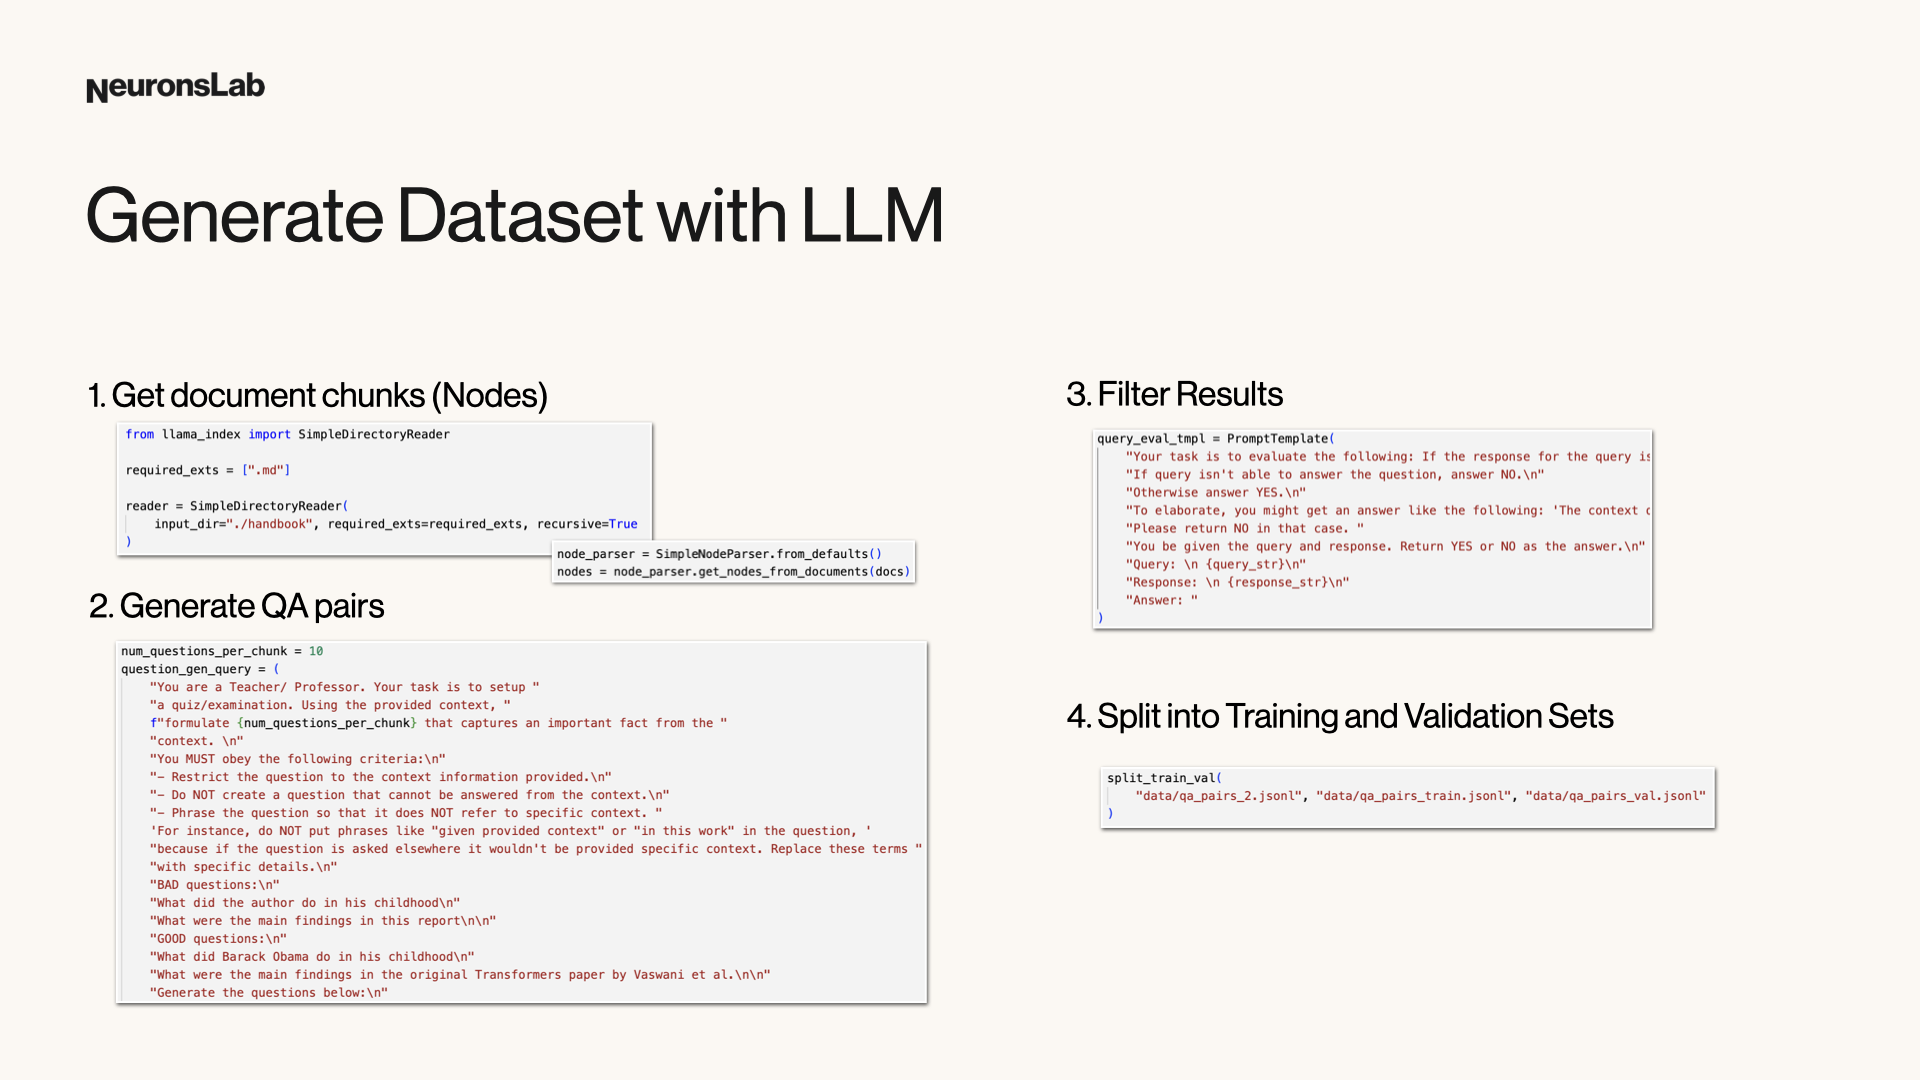 NeuronsLab
Generate Dataset with LLM
1. Get document chunks (Nodes)
from llama_index import SimpleDirectoryReader
required_exts = [".md"]
reader = SimpleDirectoryReader(
input_dir="./handbook", required_exts=required_exts, recursive=True
)
node_parser = SimpleNodeParser.from_defaults()
nodes = node_parser.get_nodes_from_documents(docs)
2. Generate QA pairs
num_questions_per_chunk = 10
question_gen_query = (
"You are a Teacher/ Professor. Your task is to setup "
"a quiz/examination. Using the provided context, "
f"formulate {num_questions_per_chunk} that captures an important fact from the "
"context. \n"
"You MUST obey the following criteria:\n"
"– Restrict the question to the context information provided.\n"
"– Do NOT create a question that cannot be answered from the context.\n"
"– Phrase the question so that it does NOT refer to specific context. "
'For instance, do NOT put phrases like "given provided context" or "in this work" in the question, '
"because if the question is asked elsewhere it wouldn't be provided specific context. Replace these terms "
"with specific details.\n"
"BAD questions:\n"
"What did the author do in his childhood\n"
"What were the main findings in this report\n\n"
"GOOD questions:\n"
"What did Barack Obama do in his childhood\n"
"What were the main findings in the original Transformers paper by Vaswani et al.\n\n"
"Generate the questions below:\n"
3. Filter Results
query_eval_tmpl = PromptTemplate(
"Your task is to evaluate the following: If the response for the query
"If query isn't able to answer the question, answer NO.\n"
"Otherwise answer YES.\n"
"To elaborate, you might get an answer like the following: 'The context
"Please return NO in that case. "
"You be given the query and response. Return YES or NO as the answer.\n"
"Query: \n {query_str}\n"
"Response: \n {response_str}\n"
"Answer: "
)
4. Split into Training and Validation Sets
split_train_val(
"data/qa_pairs_2.jsonl", "data/qa_pairs_train.jsonl", "data/qa_pairs_val.jsonl"
)